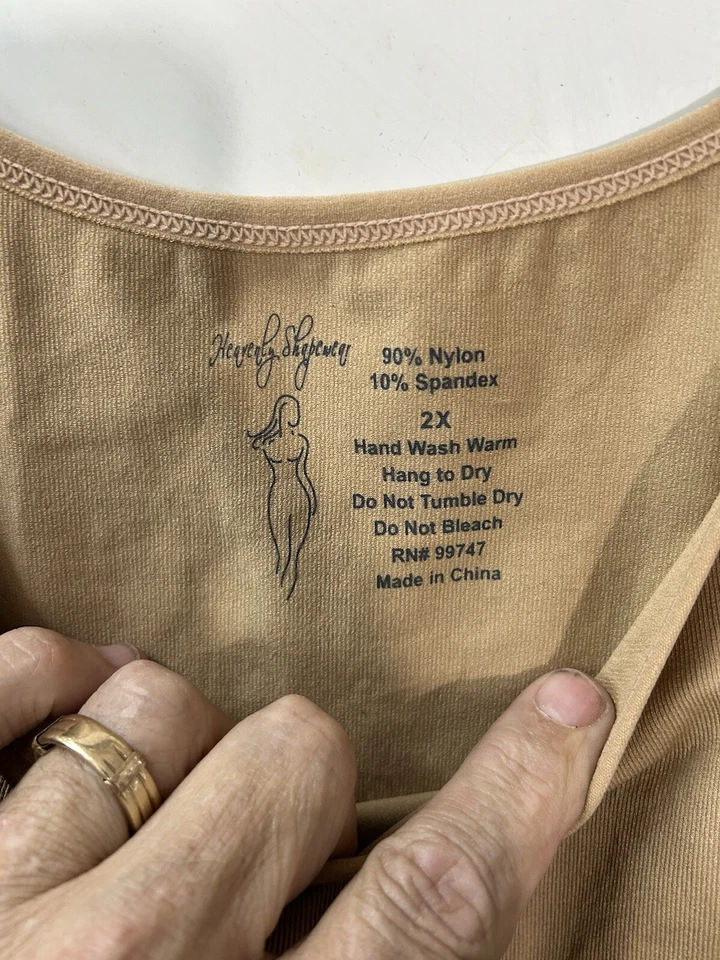 Heavenly Shapewear
90% Nylon
10% Spandex
2X
Hand Wash Warm
Hang to Dry
Do Not Tumble Dry
Do Not Bleach
RN# 99747
Made in China